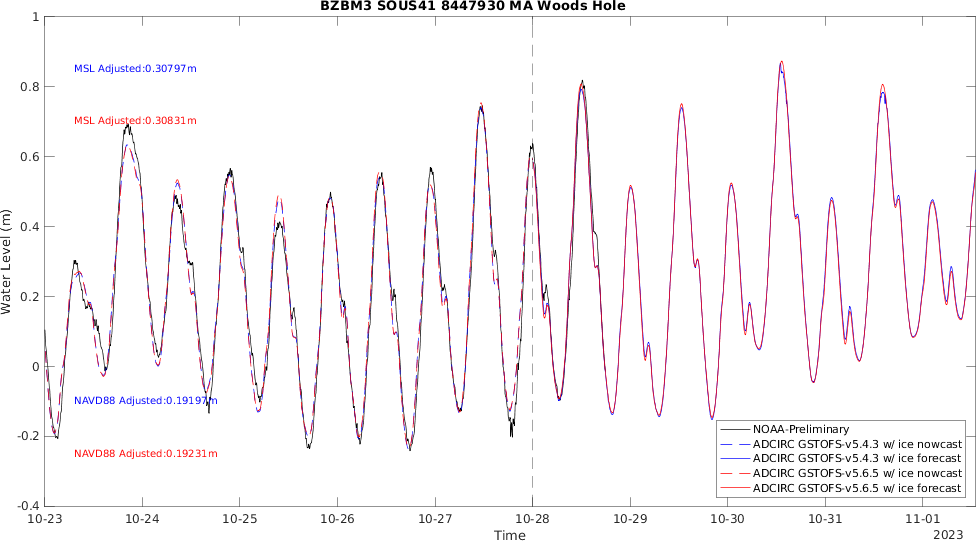 BZBM3 SOUS41 8447930 MA Woods Hole
1
MSL Adjusted:0.30797m
0.8
MSL Adjusted:0.30831m
0.6
0.4
Water Level (m)
0.2
0
NAVD88 Adjusted:0.19197m
-0.2
NAVD88 Adjusted:0.19231m
NOAA-Preliminary
ADCIRC GSTOFS-v5.4.3 w/ ice nowcast
ADCIRC GSTOFS-v5.4.3 w/ ice forecast
ADCIRC GSTOFS-v5.6.5 w/ ice nowcast
ADCIRC GSTOFS-v5.6.5 w/ ice forecast
-0.4
10-23 10-24 10-25 10-26 10-27 10-28 10-29 10-30 10-31 11-01
Time
2023